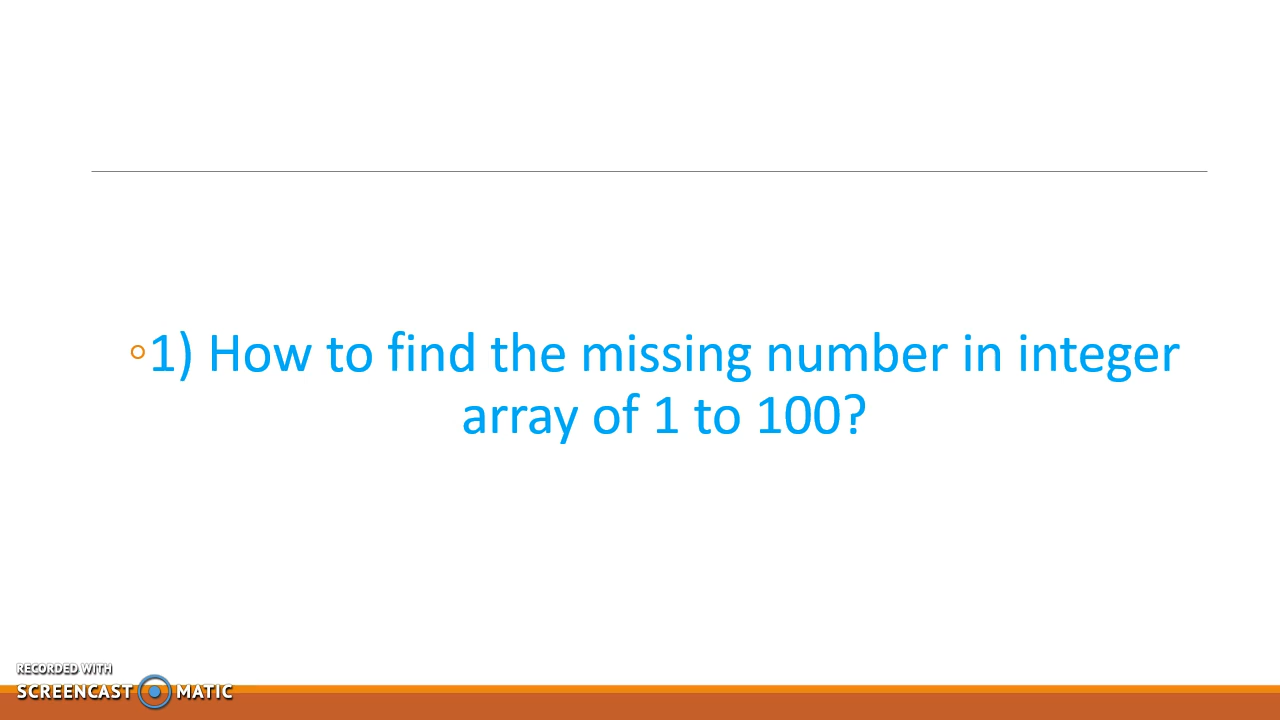 ◦1) How to find the missing number in integer
array of 1 to 100?
RECORDED WITH
SCREENCAST MATIC